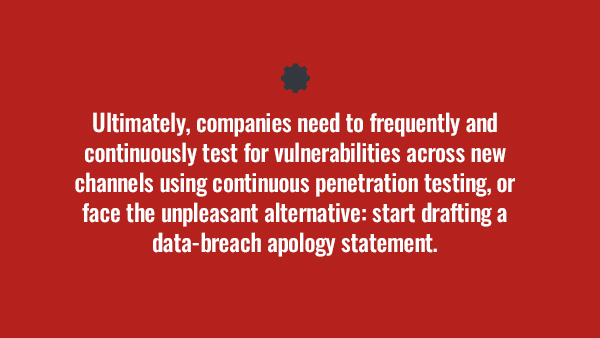 Ultimately, companies need to frequently and
continuously test for vulnerabilities across new
channels using continuous penetration testing, or
face the unpleasant alternative: start drafting a
data-breach apology statement.